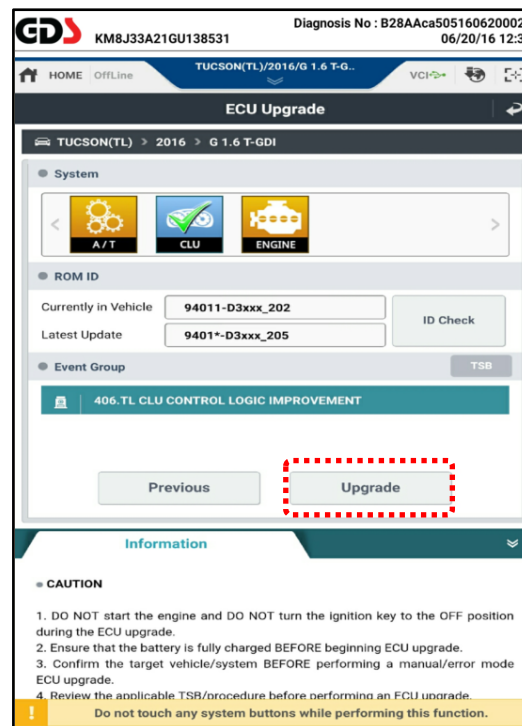 GDS
KM8J33A21GU138531
Diagnosis No : B28AAca505160620002
06/20/16 12:3
HOME OffLine
TUCSON(TL)/2016/G 1.6 T-G..
VCI
ECU Upgrade
TUCSON(TL) > 2016 > G 1.6 T-GDI
System
A/T
CLU
ENGINE
ROM ID
Currently in Vehicle 94011-D3xxx_202
ID Check
Latest Update 9401*-D3xxx_205
Event Group
TSB
406.TL CLU CONTROL LOGIC IMPROVEMENT
Previous
Upgrade
Information
CAUTION
1. DO NOT start the engine and DO NOT turn the ignition key to the OFF position
during the ECU upgrade.
2. Ensure that the battery is fully charged BEFORE beginning ECU upgrade.
3. Confirm the target vehicle/system BEFORE performing a manual/error mode
ECU upgrade.
4. Review the applicable TSB/procedure before performing an ECU upgrade.
! Do not touch any system buttons while performing this function.